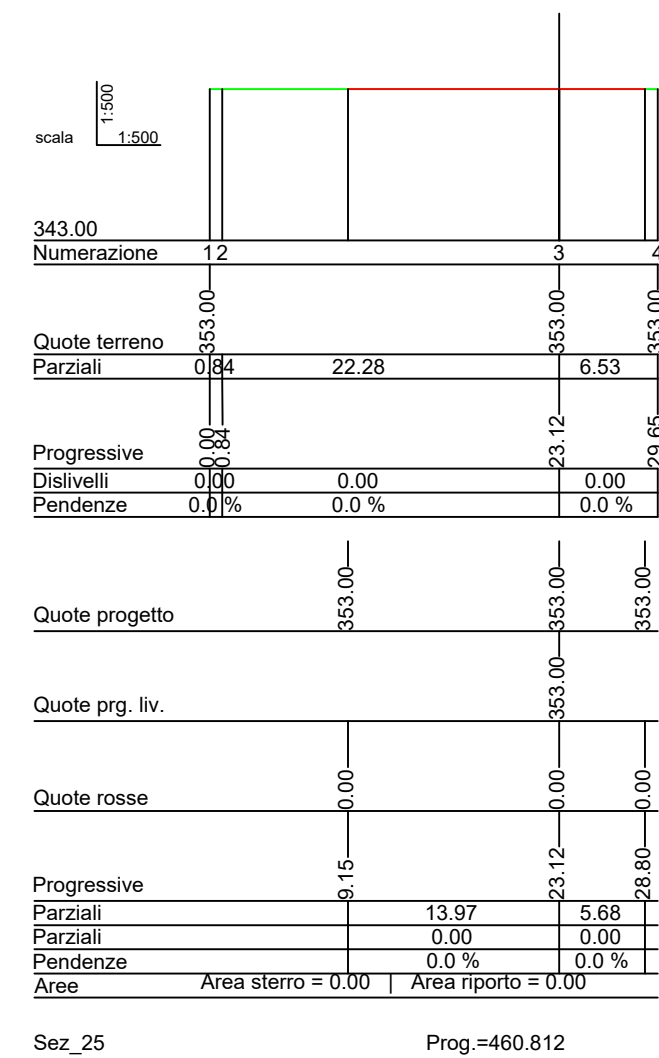 1:500
scala 1:500
343.00
Numerazione 1 2 3 4
Quote terreno 353.00 353.00 353.00
Parziali 0.84 22.28 6.53
Progressive 0.00 0.84 23.12 29.65
Dislivelli 0.00 0.00 0.00
Pendenze 0.0 % 0.0 % 0.0 %
Quote progetto 353.00 353.00 353.00
Quote prg. liv. 353.00
Quote rosse 0.00 0.00 0.00
Progressive 9.15 23.12 28.80
Parziali 13.97 5.68
Parziali 0.00 0.00
Pendenze 0.0 % 0.0 %
Aree Area sterro = 0.00 | Area riporto = 0.00
Sez_25 Prog.=460.812